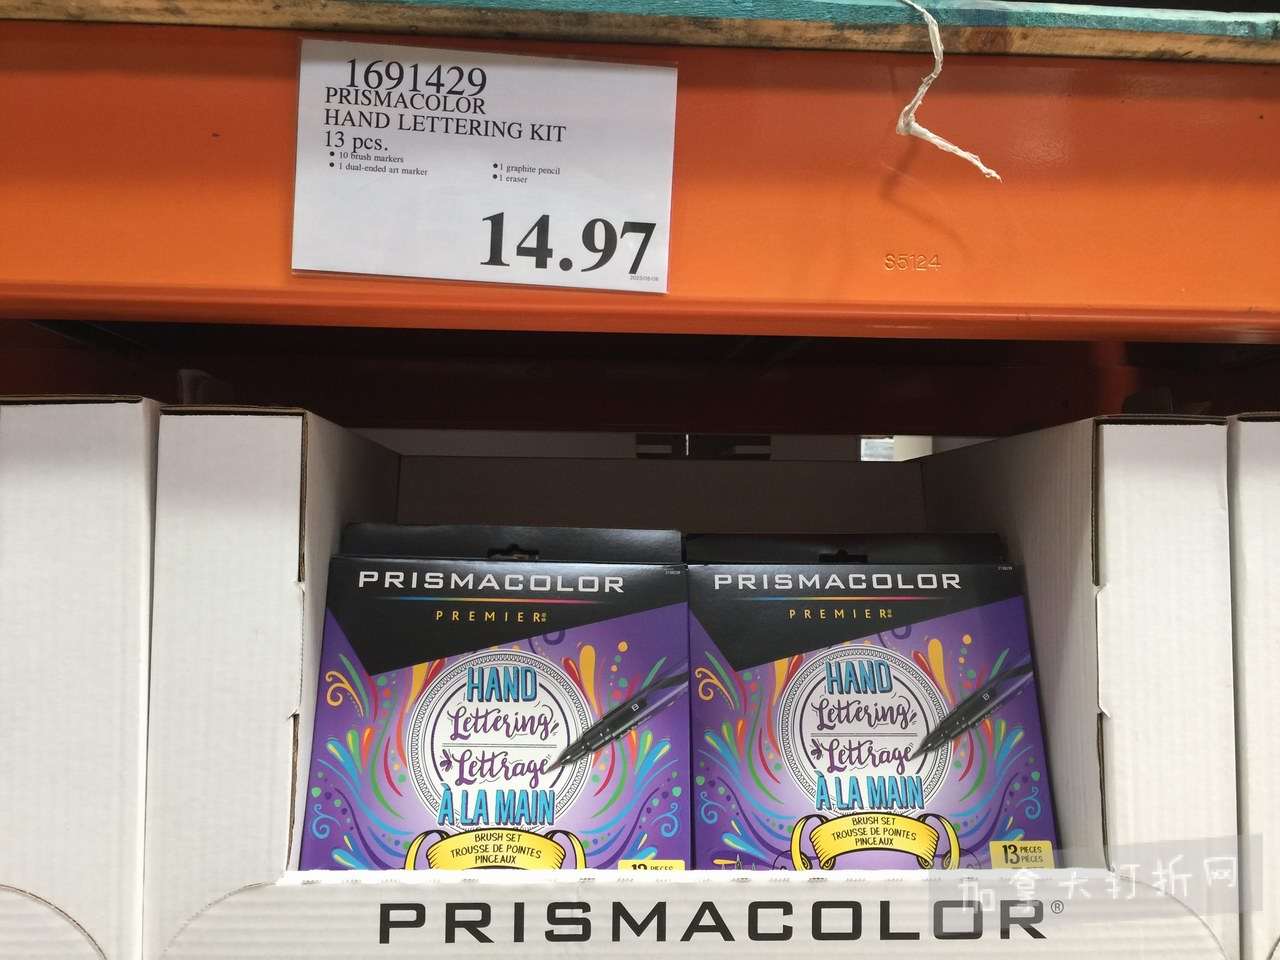 1691429
PRISMACOLOR
HAND LETTERING KIT
13 pcs.
• 10 brush markers
• 1 dual-ended art marker
• 1 graphite pencil
• 1 eraser
14.97
S5124
PRISMACOLOR
PREMIER
HAND
Lettering
Lettrage
À LA MAIN
BRUSH SET
TROUSSE DE POINTES
PINCEAUX
PRISMACOLOR
PREMIER
B
HAND
Lettering
Lettrage
À LA MAIN
BRUSH SET
TROUSSE DE POINTES
PINCEAUX
13 PIECES
PIÈCES
PRISMACOLOR®
加拿大打折网